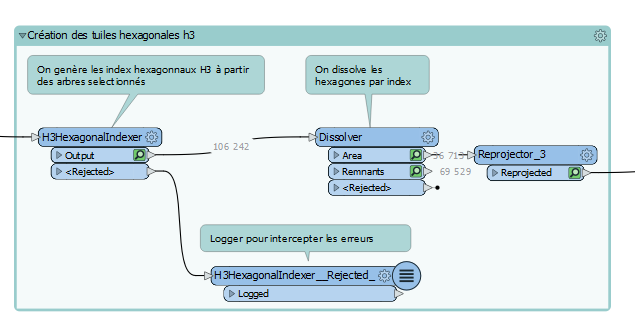 Création des tuiles hexagonales h3
On genère les index hexagonnaux H3 à partir
des arbres selectionnés
On dissolve les
hexagones par index
H3HexagonalIndexer
Output
<Rejected>
106 242
Dissolver
Area
Remnants
<Rejected>
69 529
Reprojector_3
Reprojected
Logger pour intercepter les erreurs
H3HexagonalIndexer__Rejected_
Logged